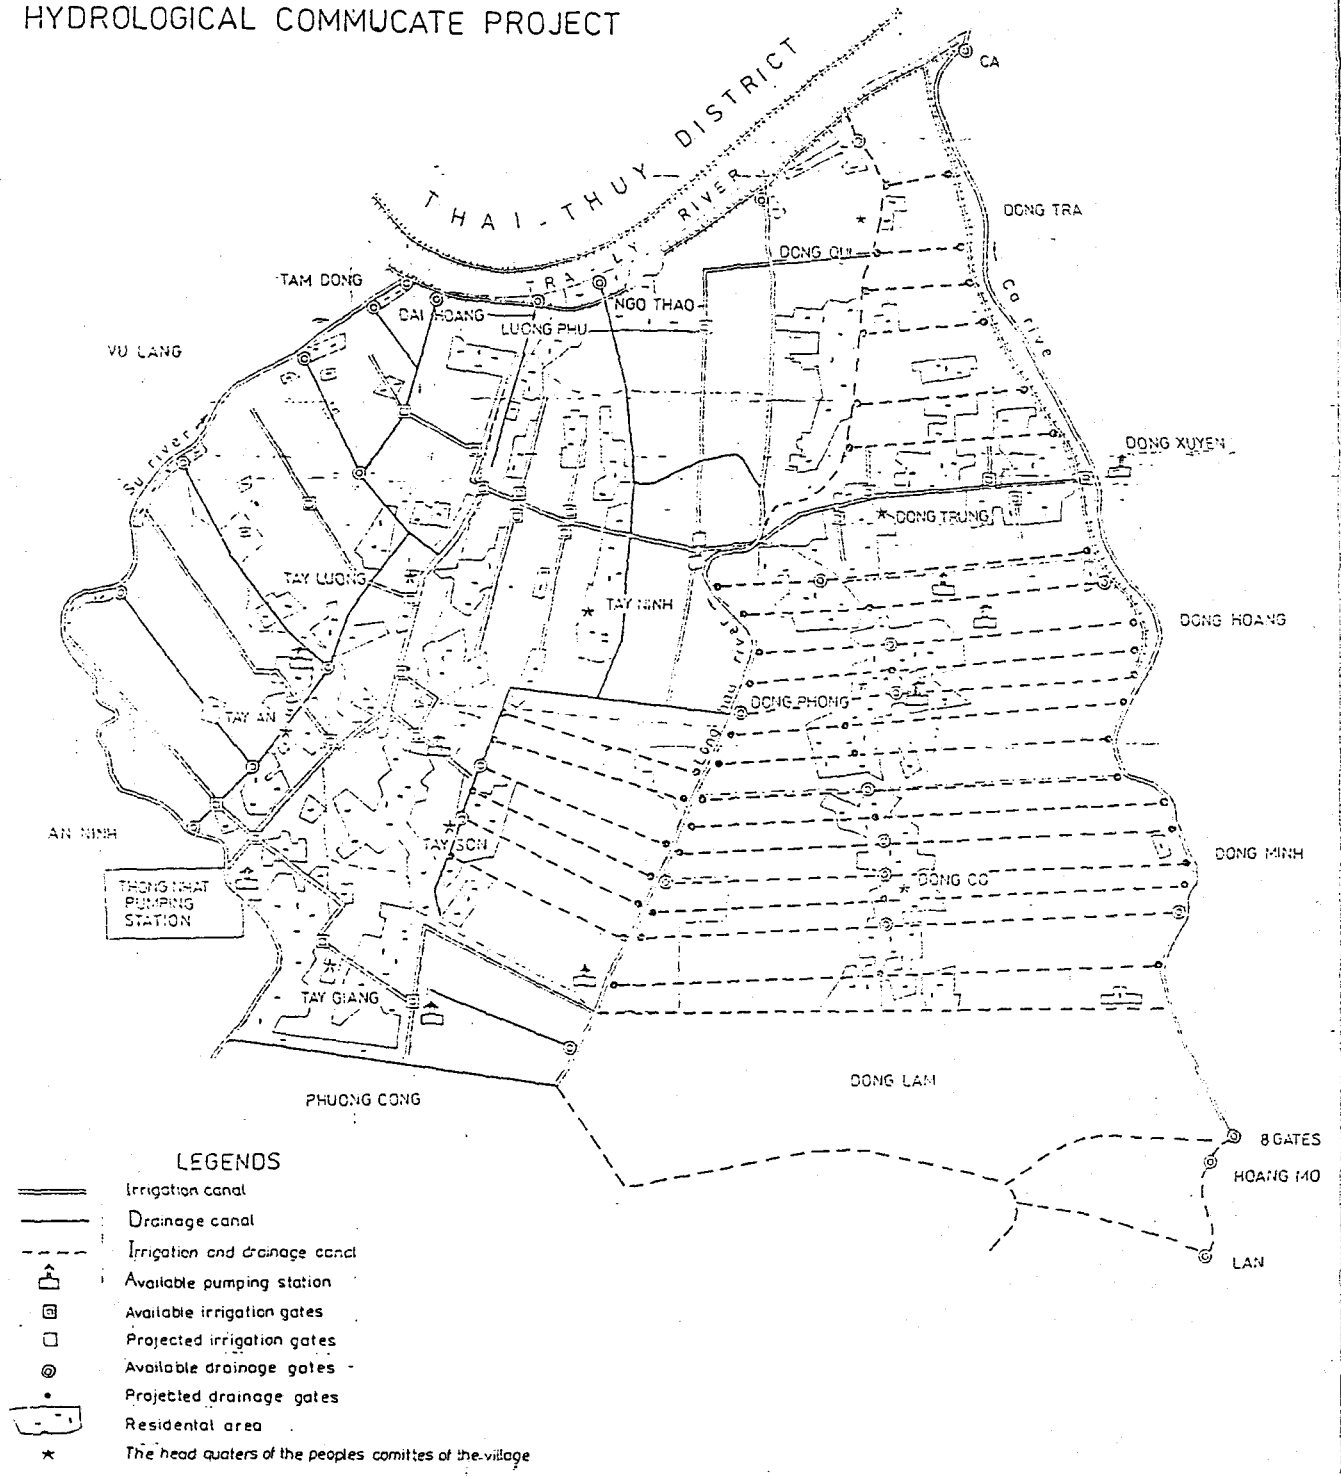 HYDROLOGICAL COMMUCATE PROJECT
CA
THAI-THUY DISTRICT
TRA LY RIVER
DONG TRA
DONG QUI
TAM DONG
DAI HOANG
NGO THAO
LUONG PHU
Ca rive
VU LANG
Su river
DONG XUYEN
DONG TRUNG
TAY LUONG
TAY NINH
DONG HOANG
river
DONG PHONG
TAY AN
AN NINH
TAY SON
DONG MINH
DONG CO
THONG NHAT
PUMPING
STATION
TAY GIANG
DONG LAM
PHUONG CONG
8 GATES
HOANG MO
LAN
LEGENDS
Irrigation canal
Drainage canal
Irrigation and drainage canal
Available pumping station
Available irrigation gates
Projected irrigation gates
Available drainage gates
Projected drainage gates
Residental area
The head quaters of the peoples comittes of the village